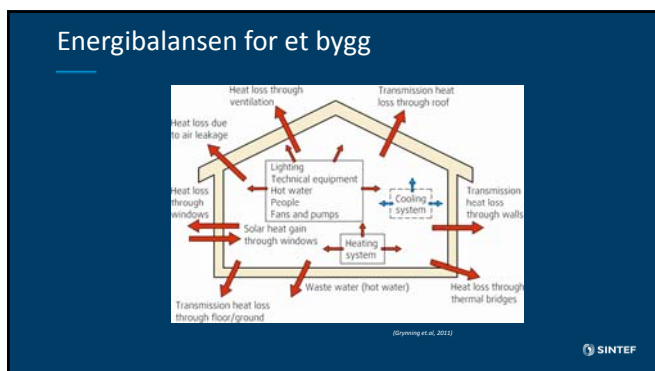 Energibalansen for et bygg
Heat loss through
ventilation
Transmission heat
loss through roof
Heat loss due
to air leakage
Lighting
Technical equipment
Hot water
People
Fans and pumps
Cooling
system
Heat loss
through
windows
Transmission
heat loss
through walls
Solar heat gain
through windows
Heating
system
Waste water (hot water)
Heat loss through
thermal bridges
Transmission heat loss
through floor/ground
(Grynning et.al, 2011)
SINTEF